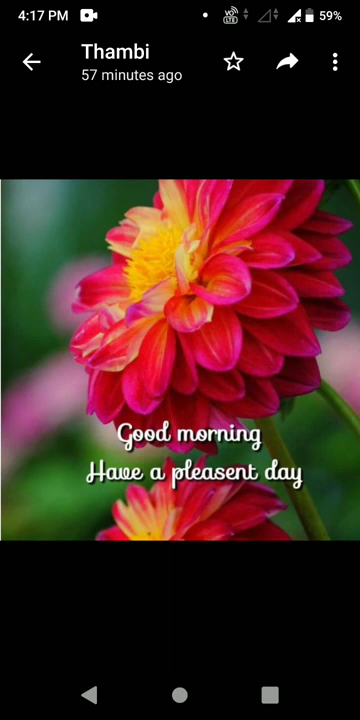 4:17 PM
59%
Thambi
57 minutes ago
Good morning
Have a pleasent day